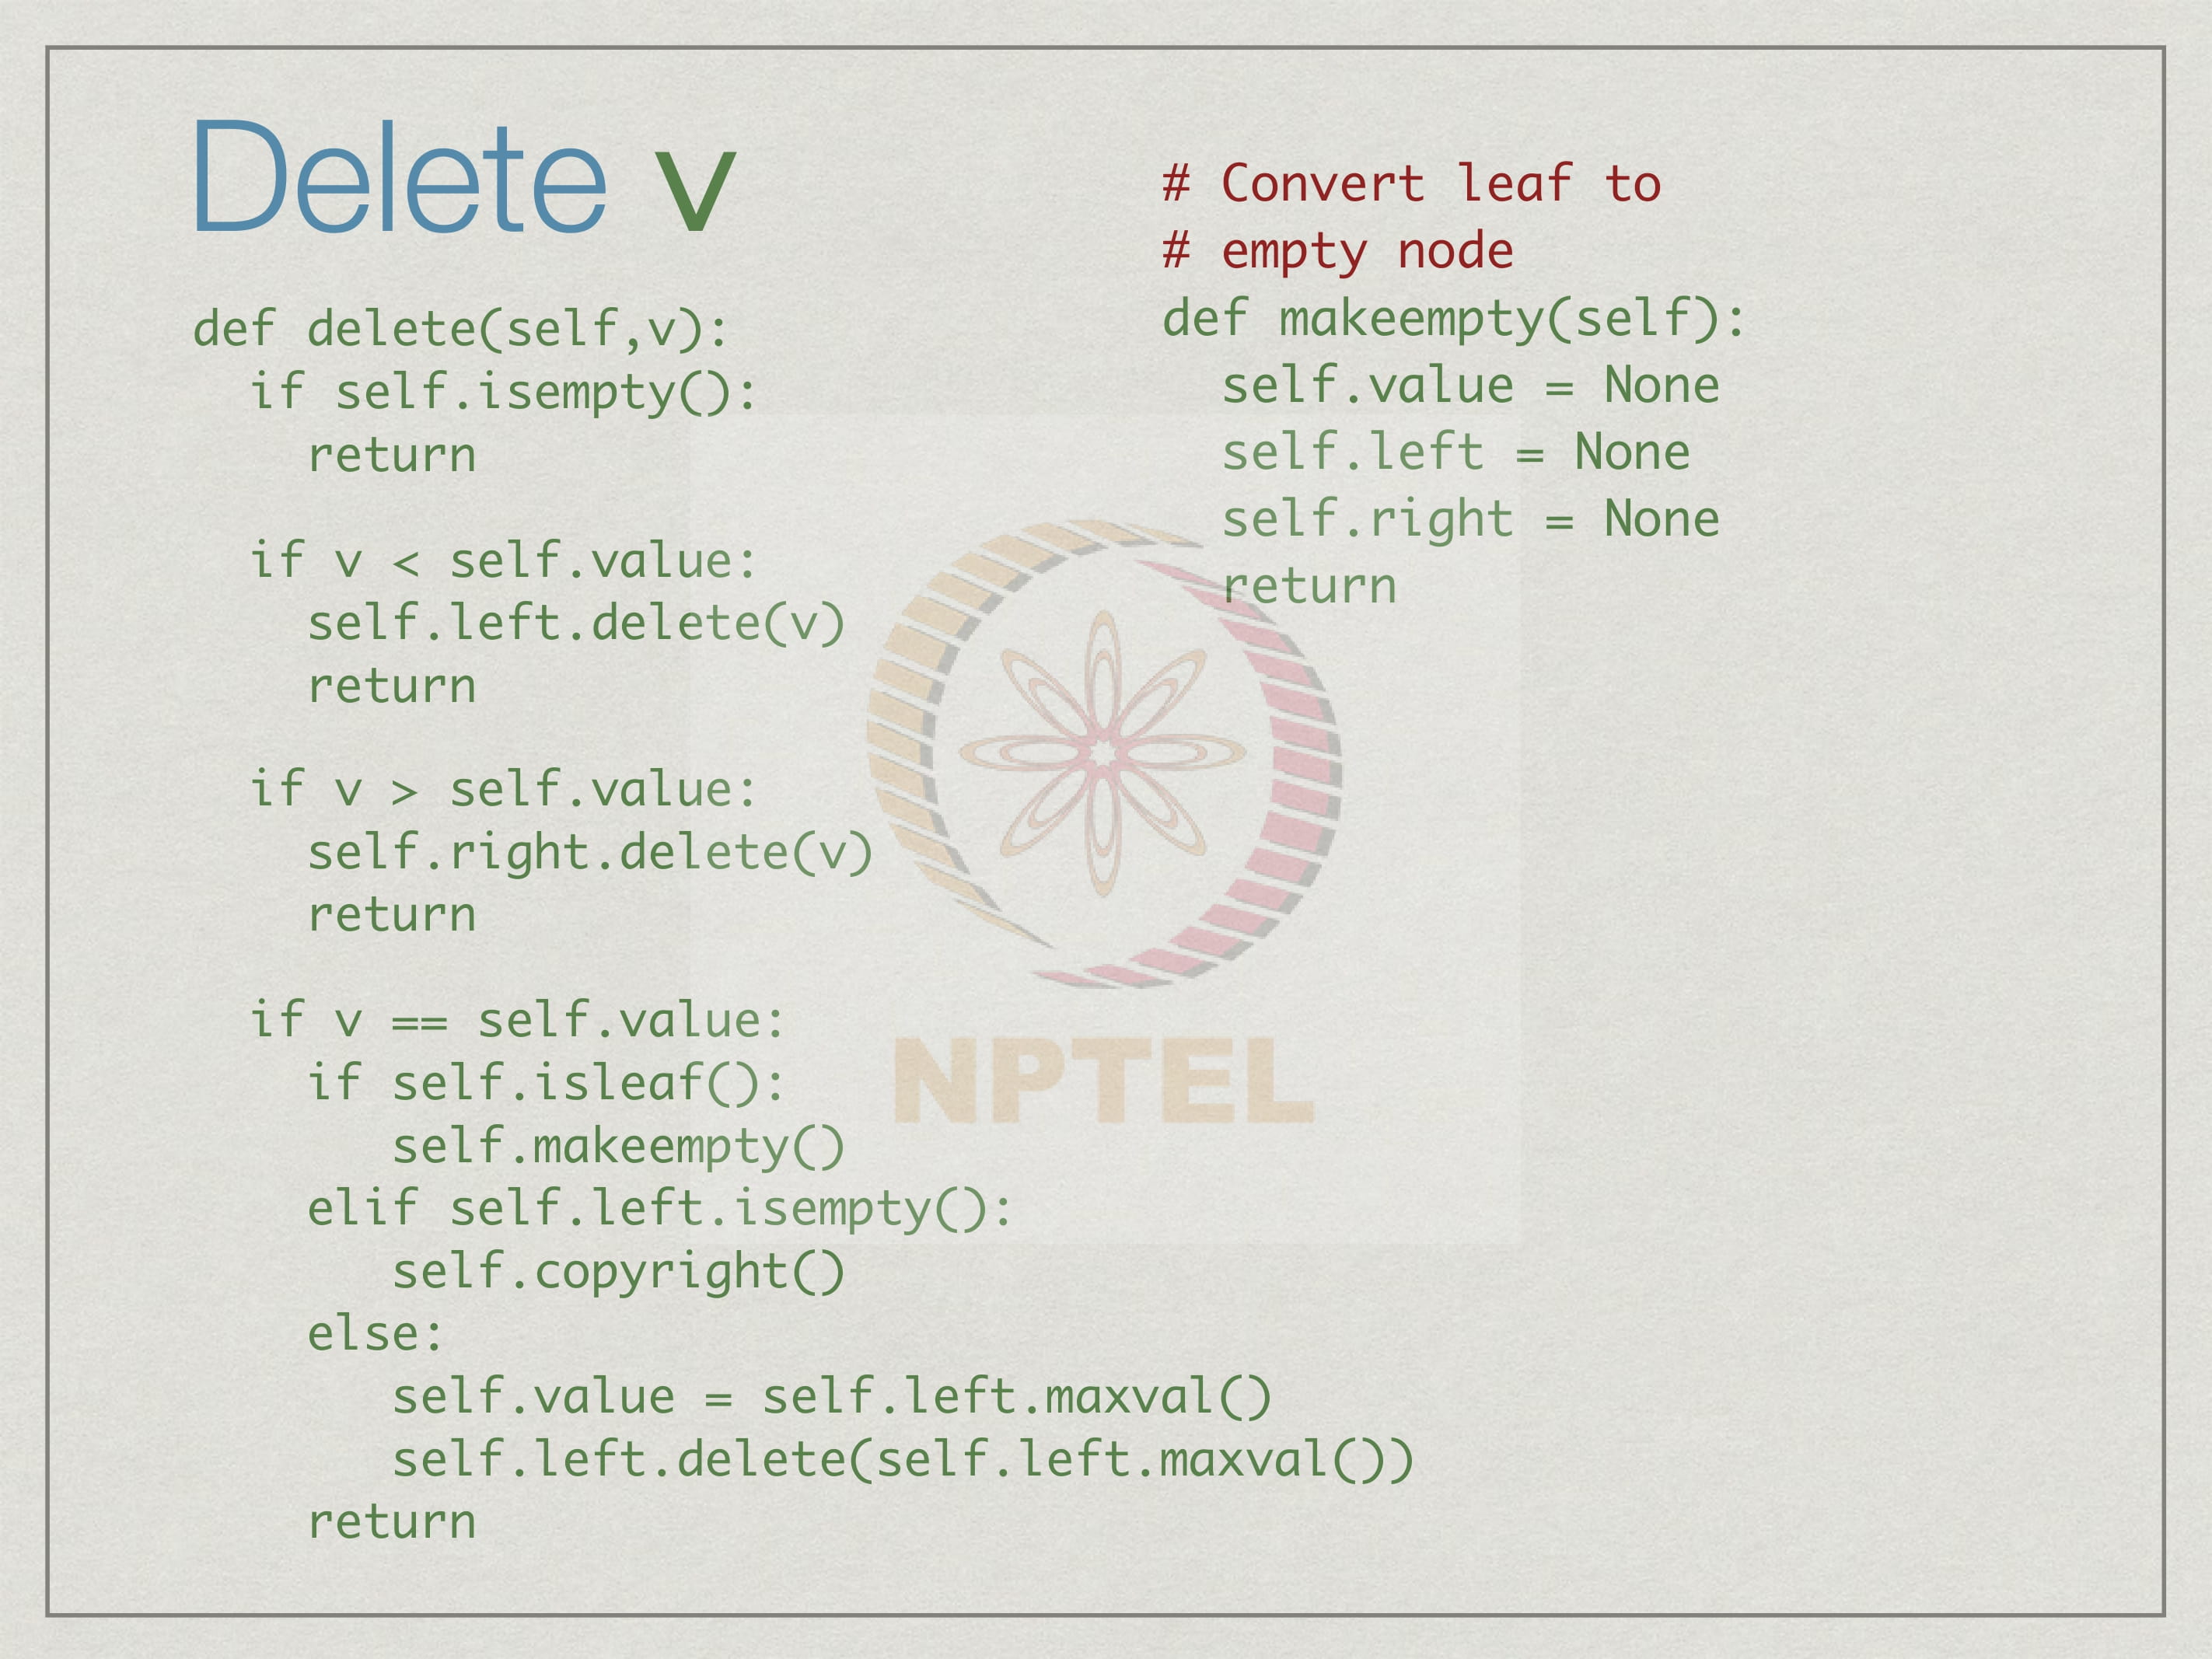 Delete v
def delete(self,v):
  if self.isempty():
    return
  if v < self.value:
    self.left.delete(v)
    return
  if v > self.value:
    self.right.delete(v)
    return
  if v == self.value:
    if self.isleaf():
       self.makeempty()
    elif self.left.isempty():
       self.copyright()
    else:
       self.value = self.left.maxval()
       self.left.delete(self.left.maxval())
    return
# Convert leaf to
# empty node
def makeempty(self):
  self.value = None
  self.left = None
  self.right = None
  return
NPTEL